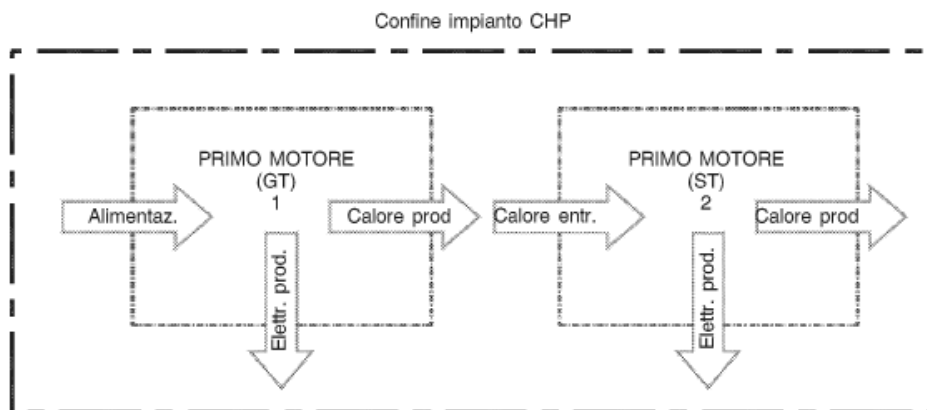 Confine impianto CHP
PRIMO MOTORE
(GT)
1
Alimentaz.
Calore prod
Elettr. prod.
PRIMO MOTORE
(ST)
2
Calore entr.
Calore prod
Elettr. prod.